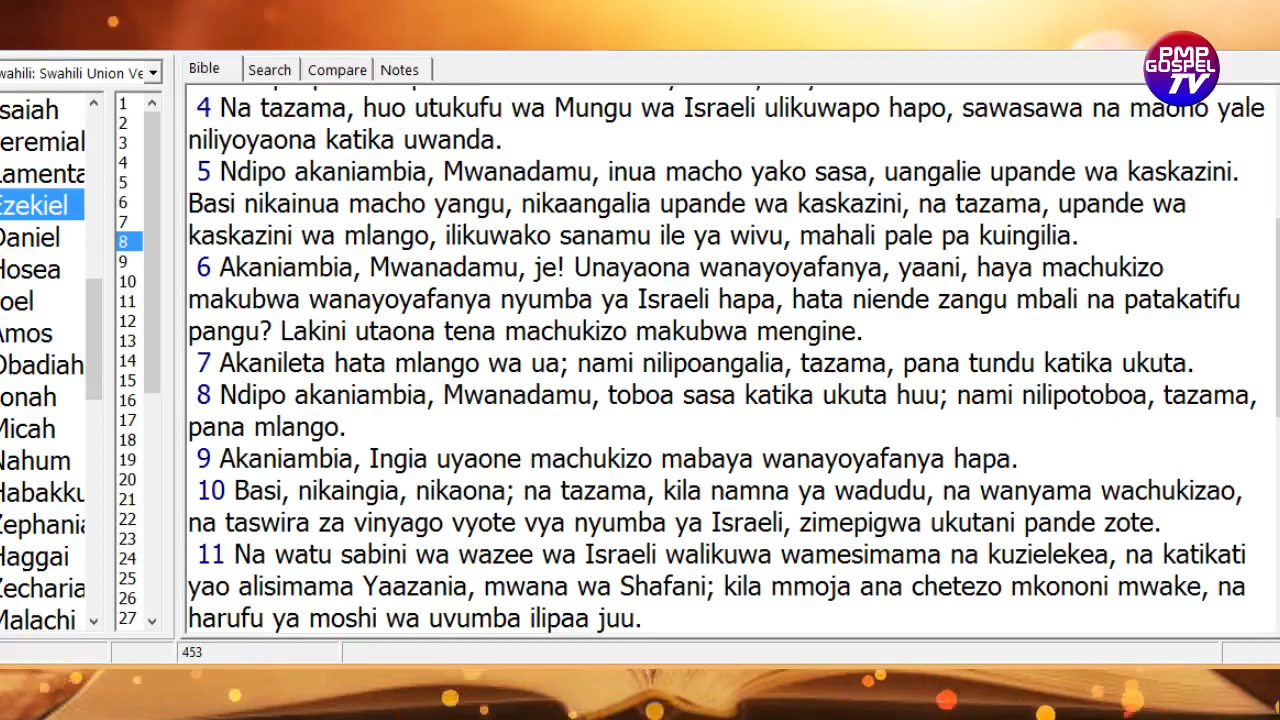 PMP
GOSPEL
TV
wahili: Swahili Union Ve
Bible
Search
Compare
Notes
saiah
eremial
Lamenta
Ezekiel
Daniel
Hosea
oel
Amos
Obadiah
onah
Micah
Nahum
Habakku
Zephania
Haggai
Zecharia
Malachi
1
2
3
4
5
6
7
8
9
10
11
12
13
14
15
16
17
18
19
20
21
22
23
24
25
26
27
4 Na tazama, huo utukufu wa Mungu wa Israeli ulikuwapo hapo, sawasawa na maono yale
niliyoyaona katika uwanda.
5 Ndipo akaniambia, Mwanadamu, inua macho yako sasa, uangalie upande wa kaskazini.
Basi nikainua macho yangu, nikaangalia upande wa kaskazini, na tazama, upande wa
kaskazini wa mlango, ilikuwako sanamu ile ya wivu, mahali pale pa kuingilia.
6 Akaniambia, Mwanadamu, je! Unayaona wanayoyafanya, yaani, haya machukizo
makubwa wanayoyafanya nyumba ya Israeli hapa, hata niende zangu mbali na patakatifu
pangu? Lakini utaona tena machukizo makubwa mengine.
7 Akanileta hata mlango wa ua; nami nilipoangalia, tazama, pana tundu katika ukuta.
8 Ndipo akaniambia, Mwanadamu, toboa sasa katika ukuta huu; nami nilipotoboa, tazama,
pana mlango.
9 Akaniambia, Ingia uyaone machukizo mabaya wanayoyafanya hapa.
10 Basi, nikaingia, nikaona; na tazama, kila namna ya wadudu, na wanyama wachukizao,
na taswira za vinyago vyote vya nyumba ya Israeli, zimepigwa ukutani pande zote.
11 Na watu sabini wa wazee wa Israeli walikuwa wamesimama na kuzielekea, na katikati
yao alisimama Yaazania, mwana wa Shafani; kila mmoja ana chetezo mkononi mwake, na
harufu ya moshi wa uvumba ilipaa juu.
453